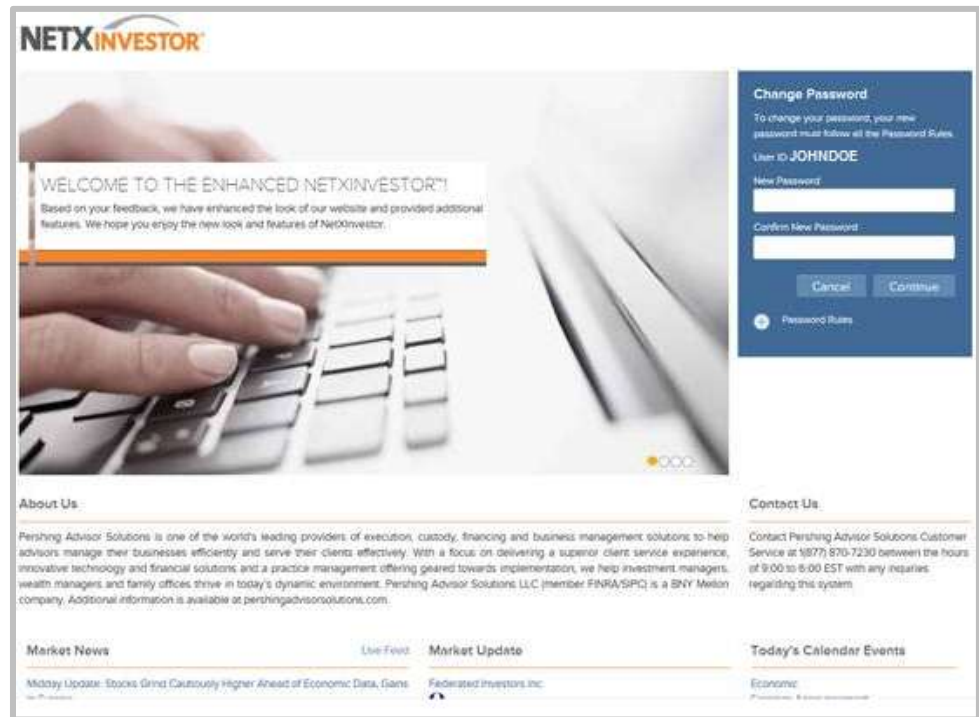 NETXINVESTOR
WELCOME TO THE ENHANCED NETXINVESTOR™!
Based on your feedback, we have enhanced the look of our website and provided additional
features. We hope you enjoy the new look and features of NetXInvestor.
Change Password
To change your password, your new
password must follow all the Password Rules.
User ID JOHNDOE
New Password
Confirm New Password
Cancel Continue
Password Rules
About Us
Pershing Advisor Solutions is one of the world's leading providers of execution, custody, financing and business management solutions to help
advisors manage their businesses efficiently and serve their clients effectively. With a focus on delivering a superior client service experience,
innovative technology and financial solutions and a practice management offering geared towards implementation, we help investment managers,
wealth managers and family offices thrive in today's dynamic environment. Pershing Advisor Solutions LLC (member FINRA/SIPC) is a BNY Mellon
company. Additional information is available at pershingadvisorsolutions.com.
Contact Us
Contact Pershing Advisor Solutions Customer
Service at 1(877) 870-7230 between the hours
of 9:00 to 6:00 EST with any inquiries
regarding this system.
Market News Live Feed
Midday Update: Stocks Grind Cautiously Higher Ahead of Economic Data, Gains
Market Update
Federated Investors Inc.
Today's Calendar Events
Economic